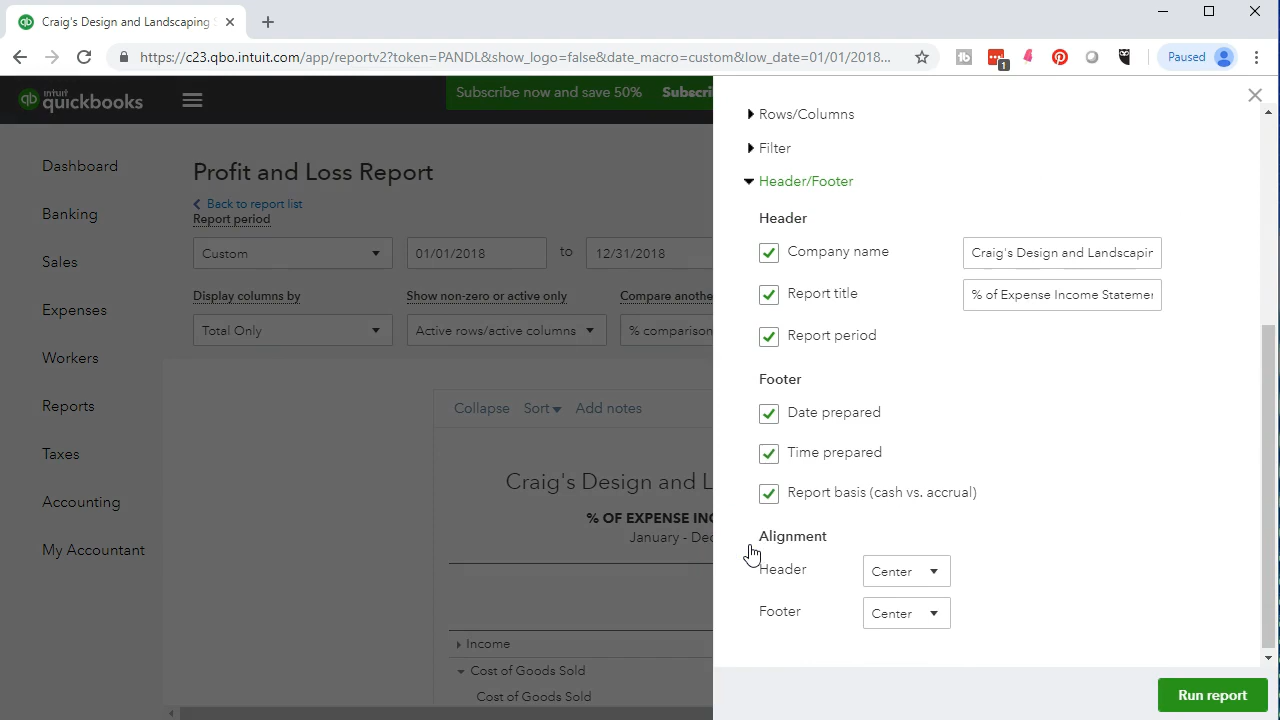 Craig's Design and Landscaping S
https://c23.qbo.intuit.com/app/reportv2?token=PANDL&show_logo=false&date_macro=custom&low_date=01/01/2018...
1
Paused
intuit
quickbooks
Subscribe now and save 50% Subscri
Dashboard
Banking
Sales
Expenses
Workers
Reports
Taxes
Accounting
My Accountant
Profit and Loss Report
Back to report list
Report period
Custom 01/01/2018 to 12/31/2018
Display columns by Show non-zero or active only Compare anothe
Total Only Active rows/active columns % comparison
Collapse Sort Add notes
Craig's Design and L
% OF EXPENSE INC
January - Dec
Income
Cost of Goods Sold
Cost of Goods Sold
Rows/Columns
Filter
Header/Footer
Header
Company name Craig's Design and Landscapin
Report title % of Expense Income Statemen
Report period
Footer
Date prepared
Time prepared
Report basis (cash vs. accrual)
Alignment
Header Center
Footer Center
Run report